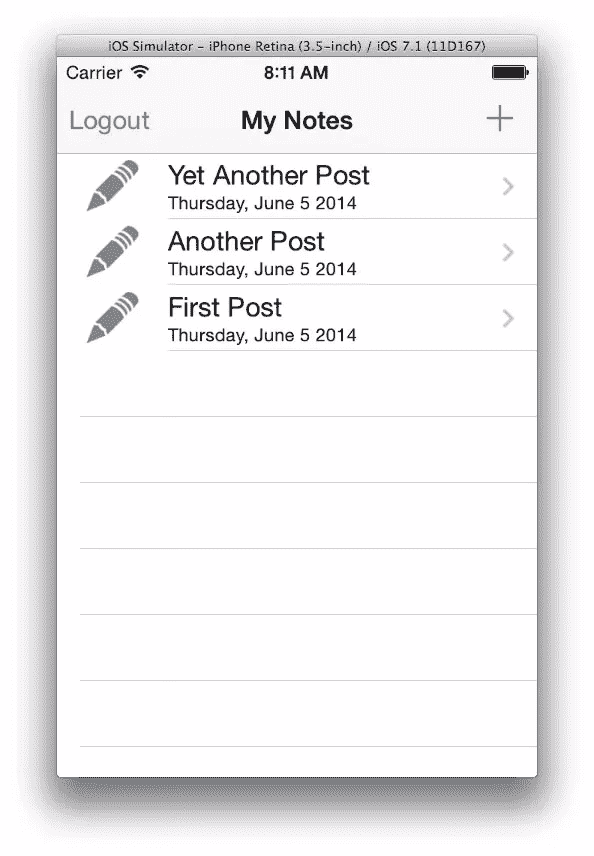 iOS Simulator - iPhone Retina (3.5-inch) / iOS 7.1 (11D167)
Carrier 8:11 AM
Logout My Notes +
Yet Another Post
Thursday, June 5 2014
Another Post
Thursday, June 5 2014
First Post
Thursday, June 5 2014